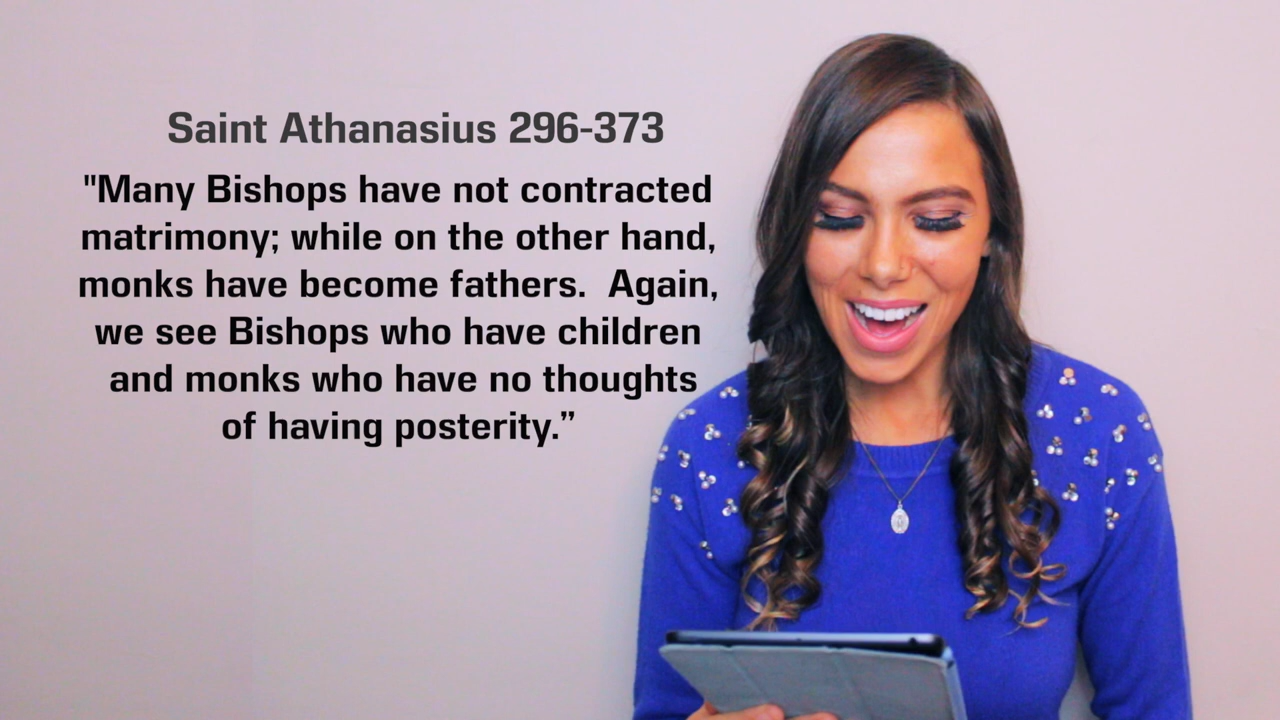 Saint Athanasius 296-373
"Many Bishops have not contracted
matrimony; while on the other hand,
monks have become fathers.  Again,
we see Bishops who have children
and monks who have no thoughts
of having posterity.”